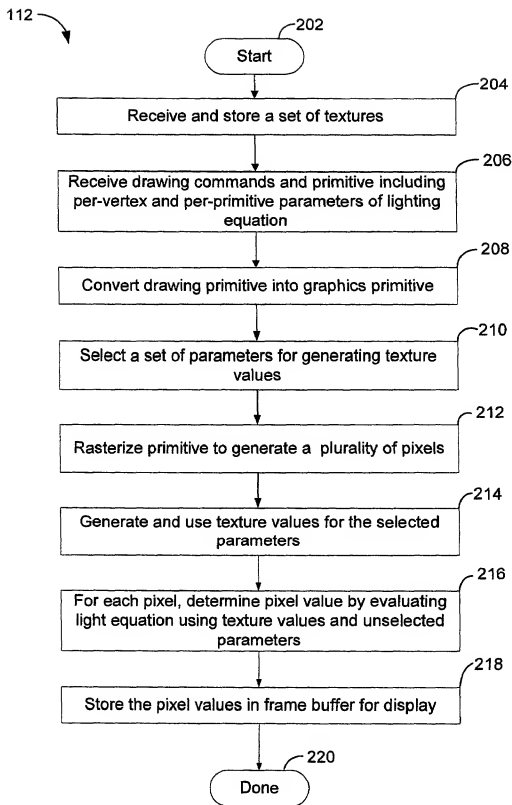 112
202
Start
204
Receive and store a set of textures
206
Receive drawing commands and primitive including
per-vertex and per-primitive parameters of lighting
equation
208
Convert drawing primitive into graphics primitive
210
Select a set of parameters for generating texture
values
212
Rasterize primitive to generate a plurality of pixels
214
Generate and use texture values for the selected
parameters
216
For each pixel, determine pixel value by evaluating
light equation using texture values and unselected
parameters
218
Store the pixel values in frame buffer for display
220
Done